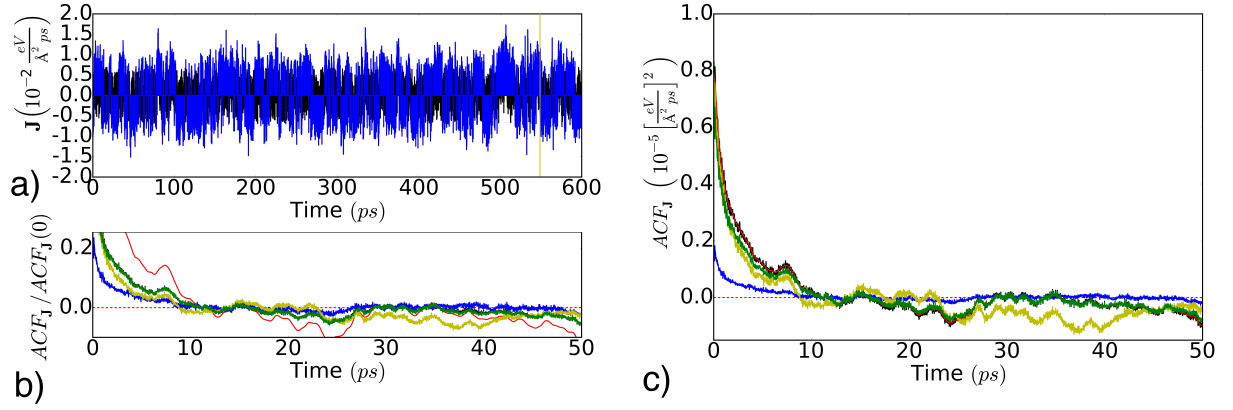 2.0
1.5
1.0
0.5
0.0
-0.5
-1.0
-1.5
-2.0
J (10⁻² eV / Å² ps)
0 100 200 300 400 500 600
Time (ps)
a)
0.2
0.0
ACF_J / ACF_J(0)
0 10 20 30 40 50
Time (ps)
b)
1.0
0.8
0.6
0.4
0.2
0.0
ACF_J (10⁻⁵ [eV / Å² ps]²)
0 10 20 30 40 50
Time (ps)
c)